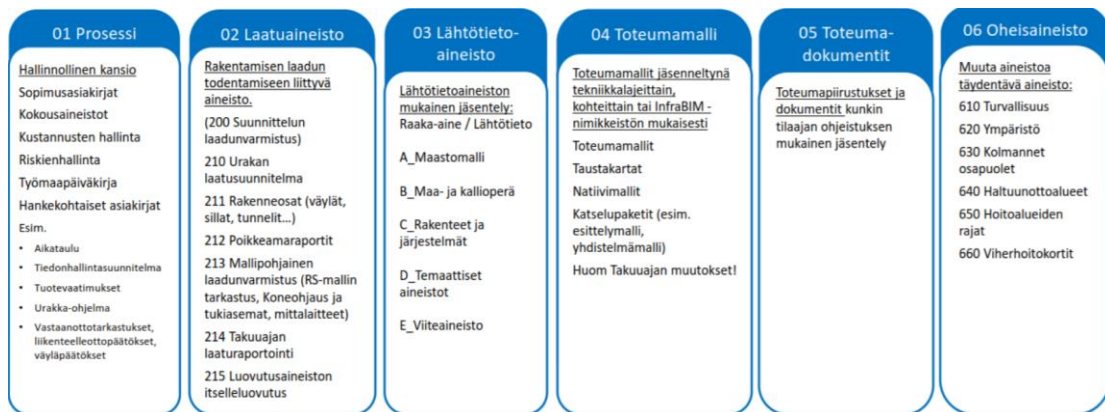 01 Prosessi
Hallinnollinen kansio
Sopimusasiakirjat
Kokousaineistot
Kustannusten hallinta
Riskienhallinta
Työmaapäiväkirja
Hankekohtaiset asiakirjat
Esim.
• Aikataulu
• Tiedonhallintasuunnitelma
• Tuotevaatimukset
• Urakka-ohjelma
• Vastaanottotarkastukset,
liikenteelleottopäätökset,
väyläpäätökset
02 Laatuaineisto
Rakentamisen laadun
todentamiseen liittyvä
aineisto.
(200 Suunnittelun
laadunvarmistus)
210 Urakan
laatusuunnitelma
211 Rakenneosat (väylät,
sillat, tunnelit...)
212 Poikkeamaraportit
213 Mallipohjainen
laadunvarmistus (RS-mallin
tarkastus, Koneohjaus ja
tukiasemat, mittalaitteet)
214 Takuuajan
laaturaportointi
215 Luovutusaineiston
itselleluovutus
03 Lähtötieto-
aineisto
Lähtötietoaineiston
mukainen jäsentely:
Raaka-aine / Lähtötieto
A_Maastomalli
B_Maa- ja kallioperä
C_Rakenteet ja
järjestelmät
D_Temaattiset
aineistot
E_Viiteaineisto
04 Toteumamalli
Toteumamallit jäsenneltynä
tekniikkalajeittain,
kohteittain tai InfraBIM -
nimikkeistön mukaisesti
Toteumamallit
Taustakartat
Natiivimallit
Katselupaketit (esim.
esittelymalli,
yhdistelmämalli)
Huom Takuuajan muutokset!
05 Toteuma-
dokumentit
Toteumapiirustukset ja
dokumentit kunkin
tilaajan ohjeistuksen
mukainen jäsentely
06 Oheisaineisto
Muuta aineistoa
täydentävä aineisto:
610 Turvallisuus
620 Ympäristö
630 Kolmannet
osapuolet
640 Haltuunottoalueet
650 Hoitoalueiden
rajat
660 Viherhoitokortit